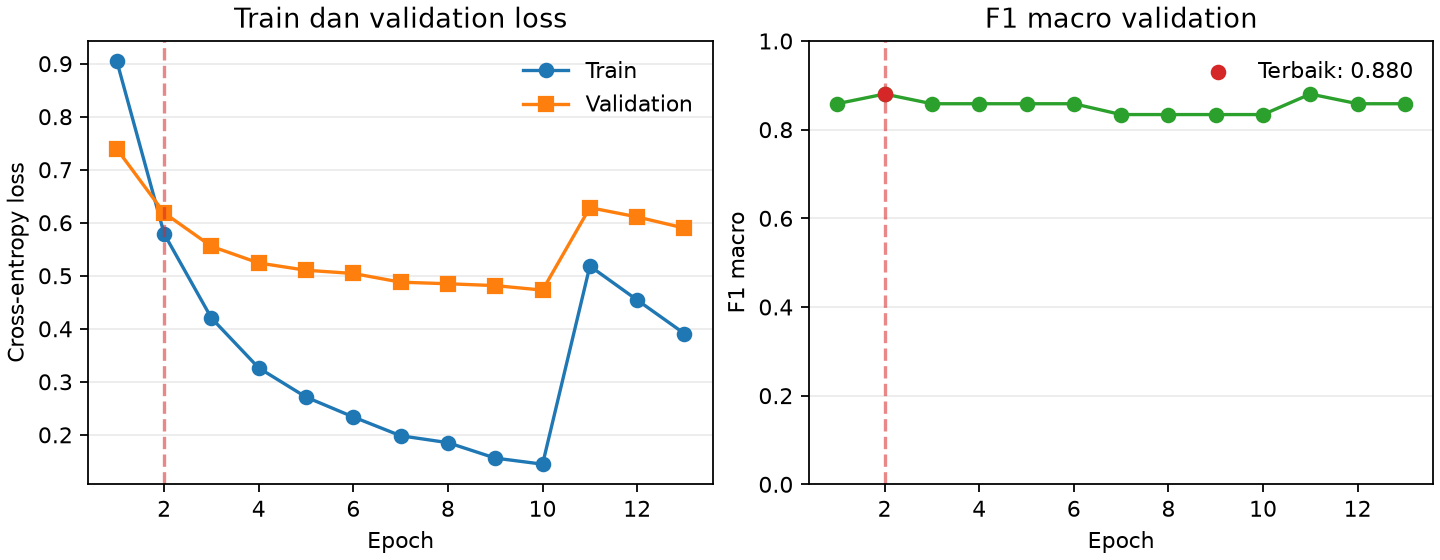 Train dan validation loss
Cross-entropy loss
0.9
0.8
0.7
0.6
0.5
0.4
0.3
0.2
Train
Validation
2 4 6 8 10 12
Epoch
F1 macro validation
F1 macro
1.0
0.8
0.6
0.4
0.2
0.0
Terbaik: 0.880
2 4 6 8 10 12
Epoch